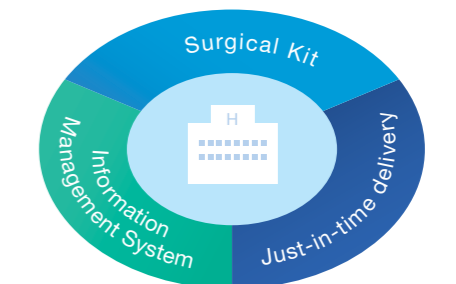 Surgical Kit
H
Information
Management System
Just-in-time delivery